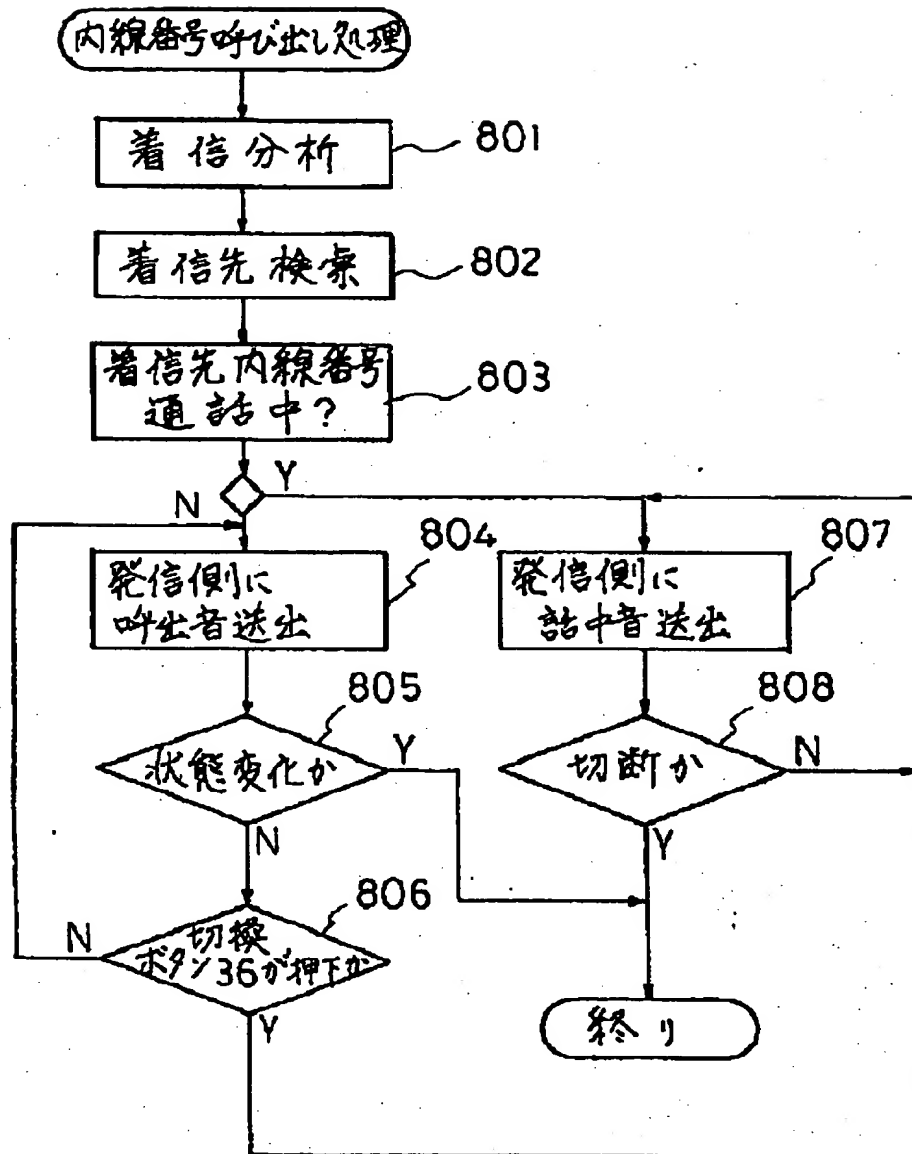 内線番号呼び出し処理
着信分析
801
着信先検索
802
着信先内線番号
通話中?
803
N
Y
発信側に
呼出音送出
804
発信側に
話中音送出
807
状態変化か
805
Y
N
切断か
808
N
Y
切換
ボタン36が押下か
806
N
Y
終り